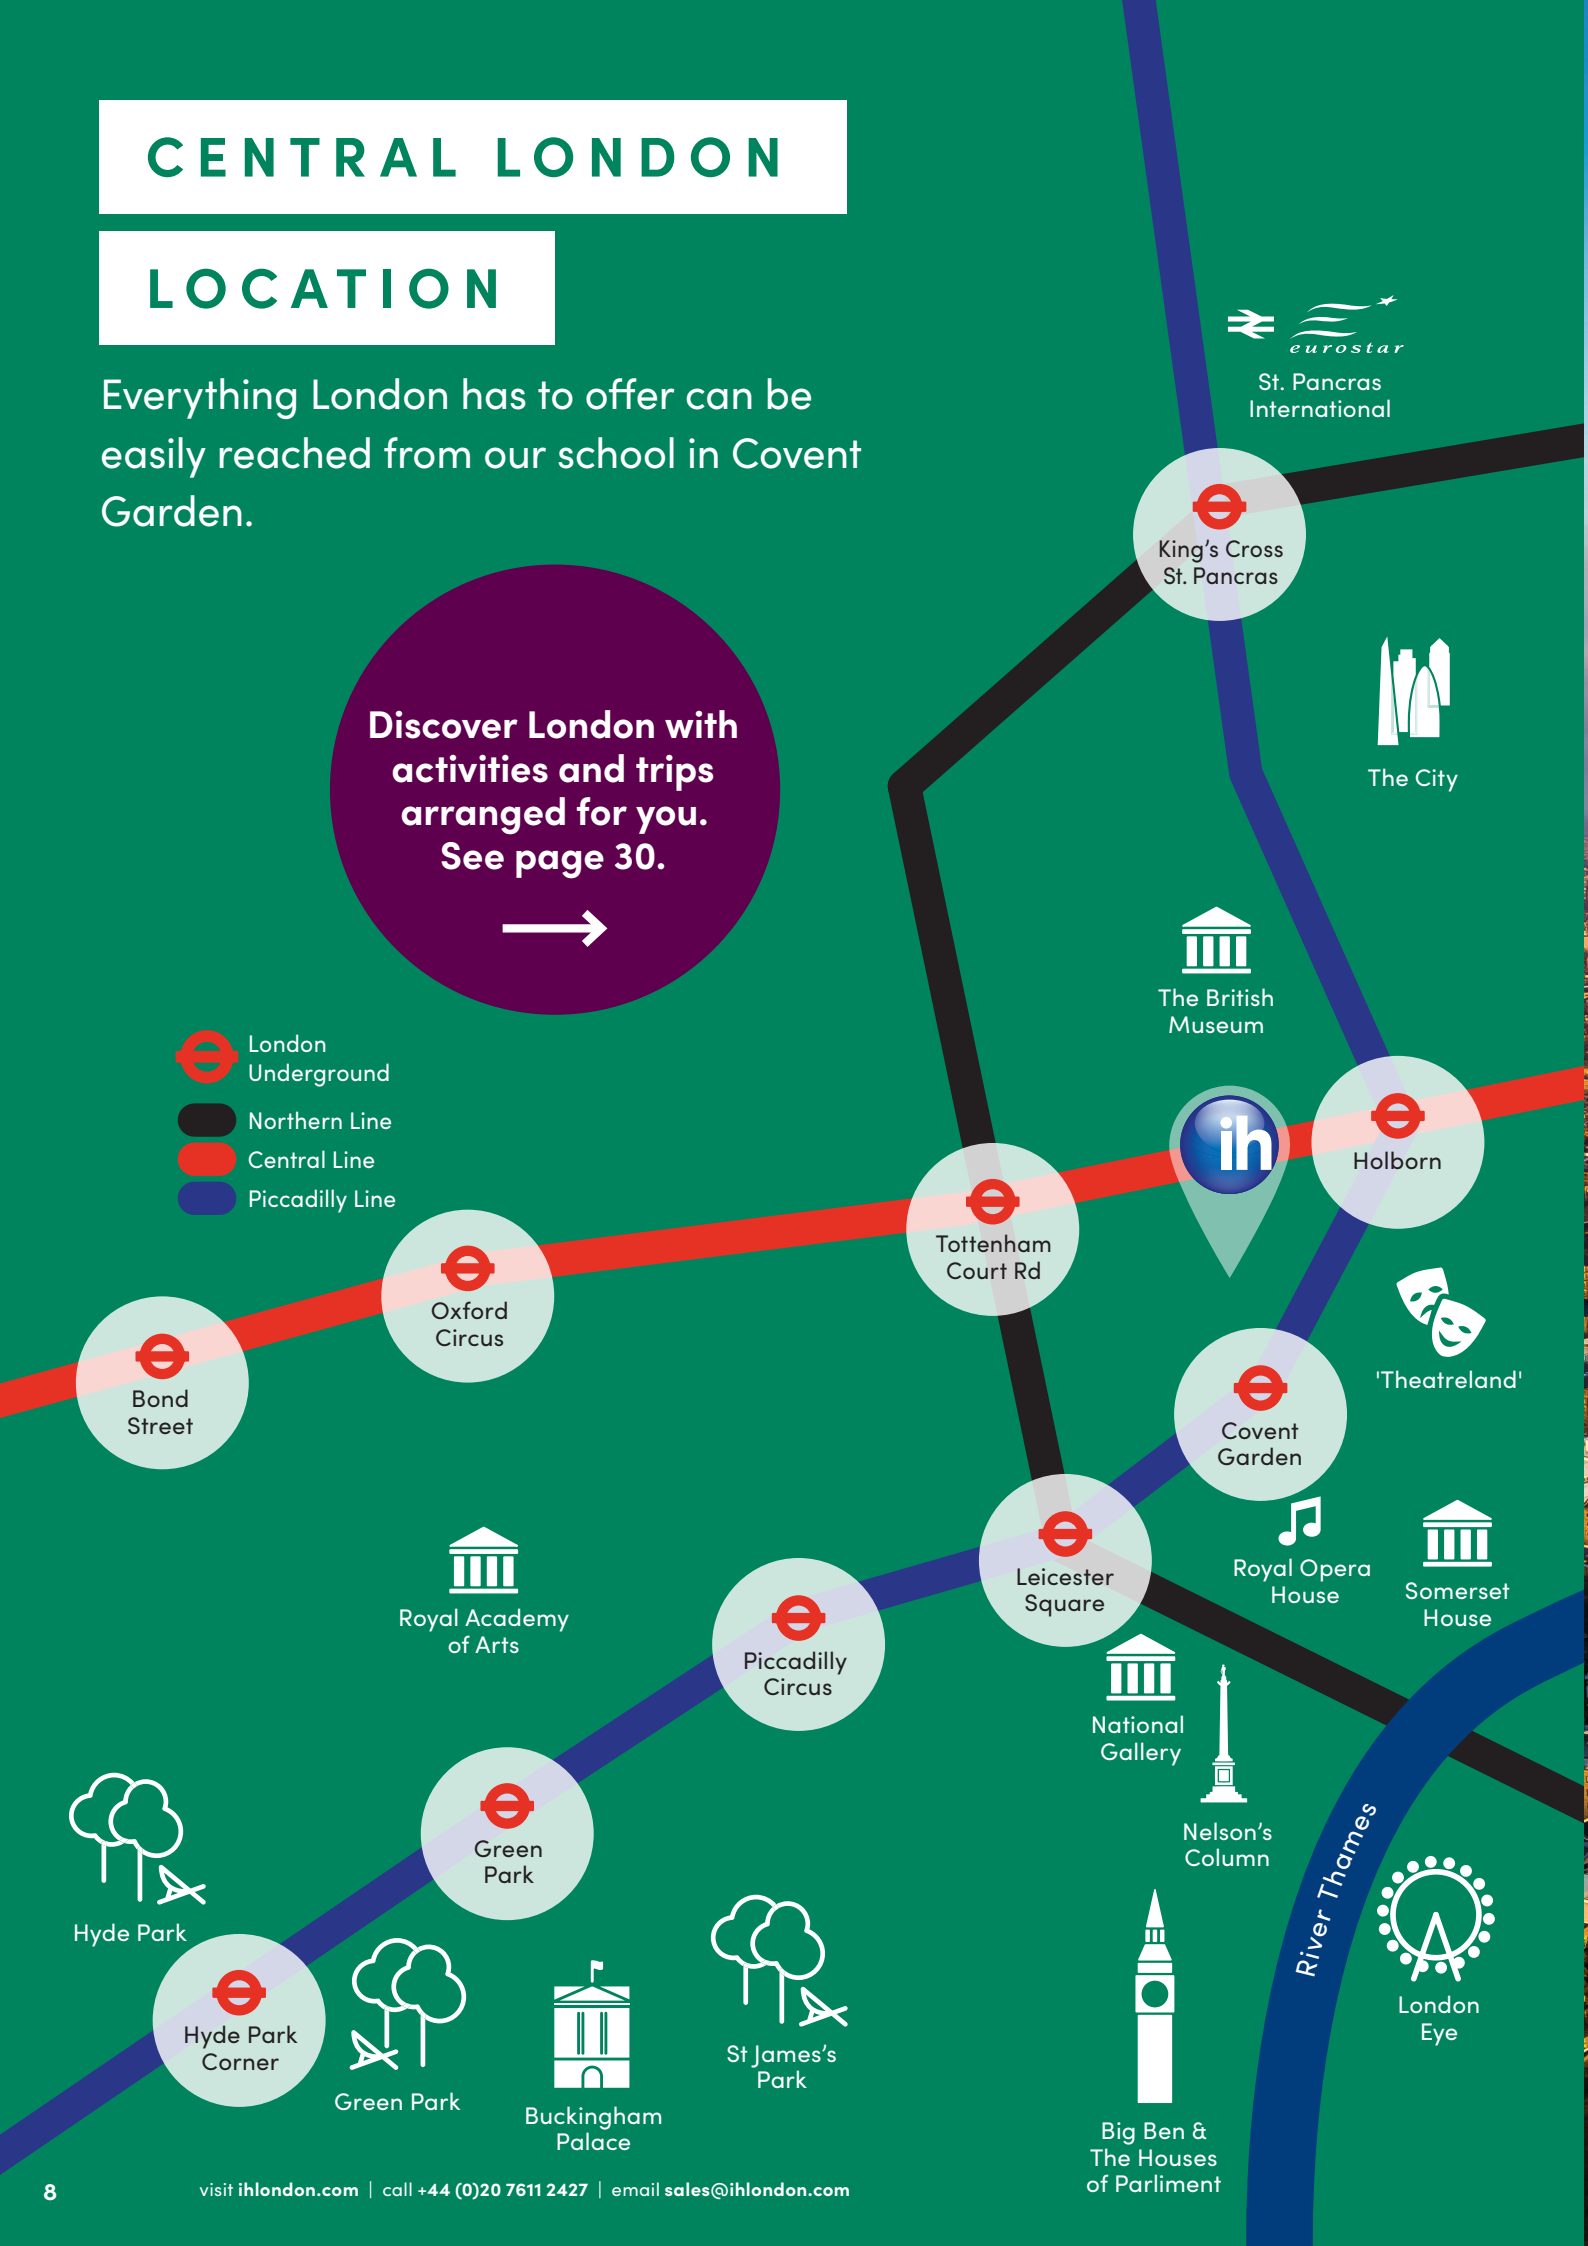 CENTRAL LONDON
LOCATION
Everything London has to offer can be
easily reached from our school in Covent
Garden.
eurostar
St. Pancras
International
King's Cross
St. Pancras
Discover London with
activities and trips
arranged for you.
See page 30.
The City
The British
Museum
London
Underground
Northern Line
Central Line
Piccadilly Line
ih
Holborn
Tottenham
Court Rd
Oxford
Circus
Bond
Street
'Theatreland'
Covent
Garden
Leicester
Square
Royal Opera
House
Somerset
House
Royal Academy
of Arts
Piccadilly
Circus
National
Gallery
Nelson's
Column
Green
Park
Hyde Park
River Thames
Hyde Park
Corner
Green Park
Buckingham
Palace
St James's
Park
London
Eye
Big Ben &
The Houses
of Parliment
8
visit ihlondon.com | call +44 (0)20 7611 2427 | email sales@ihlondon.com